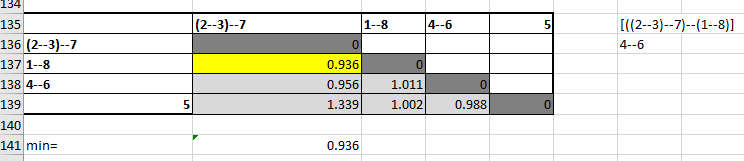 134
135 (2--3)--7 1--8 4--6 5 [((2--3)--7)--(1--8)]
136 (2--3)--7 0 4--6
137 1--8 0.936 0
138 4--6 0.956 1.011 0
139 5 1.339 1.002 0.988 0
140
141 min= 0.936